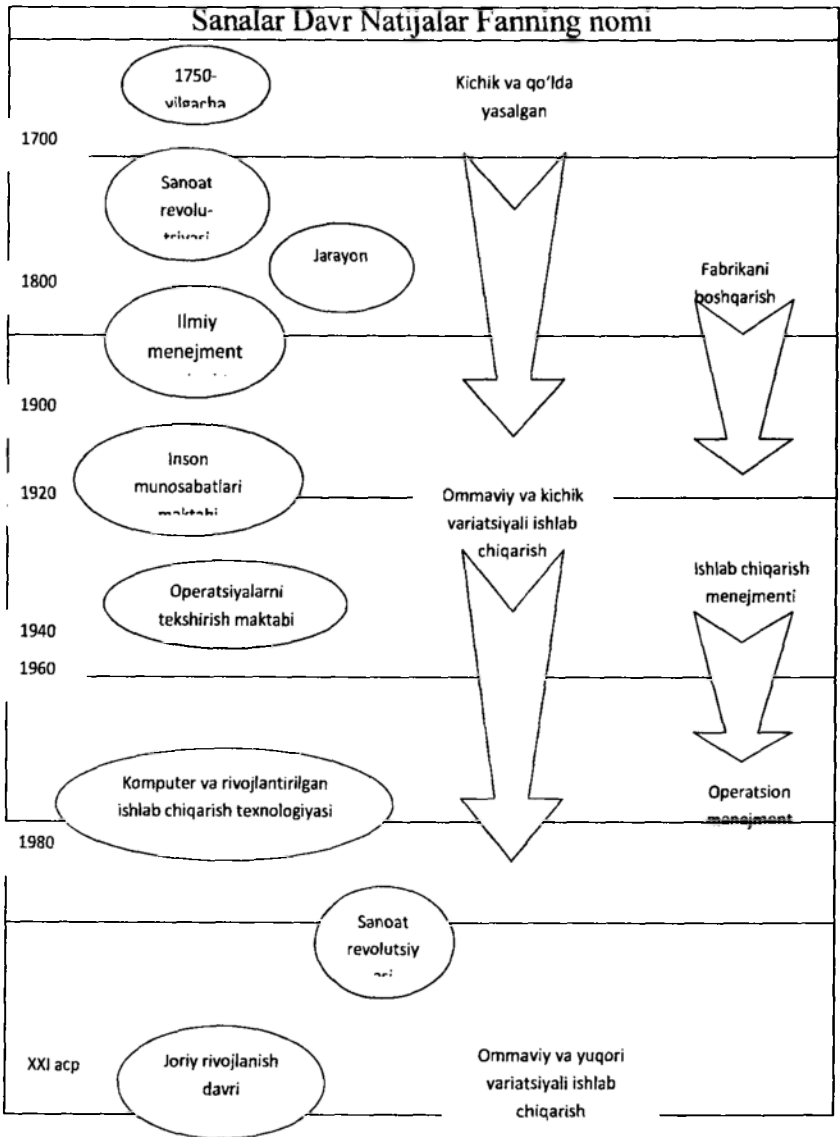 Sanalar Davr Natijalar Fanning nomi
1750-
Kichik va qo‘lda
yasalgan
1700
Sanoat
revolu-
Jarayon
1800
Fabrikani
boshqarish
Ilmiy
menejment
1900
Inson
munosabatlari
maktabi
1920
Ommaviy va kichik
variatsiyali ishlab
chiqarish
Operatsiyalarni
tekshirish maktabi
Ishlab chiqarish
menejmenti
1940
1960
Komputer va rivojlantirilgan
ishlab chiqarish texnologiyasi
Operatsion
menejment
1980
Sanoat
revolutsiy
XXI аср
Joriy rivojlanish
davri
Ommaviy va yuqori
variatsiyali ishlab
chiqarish